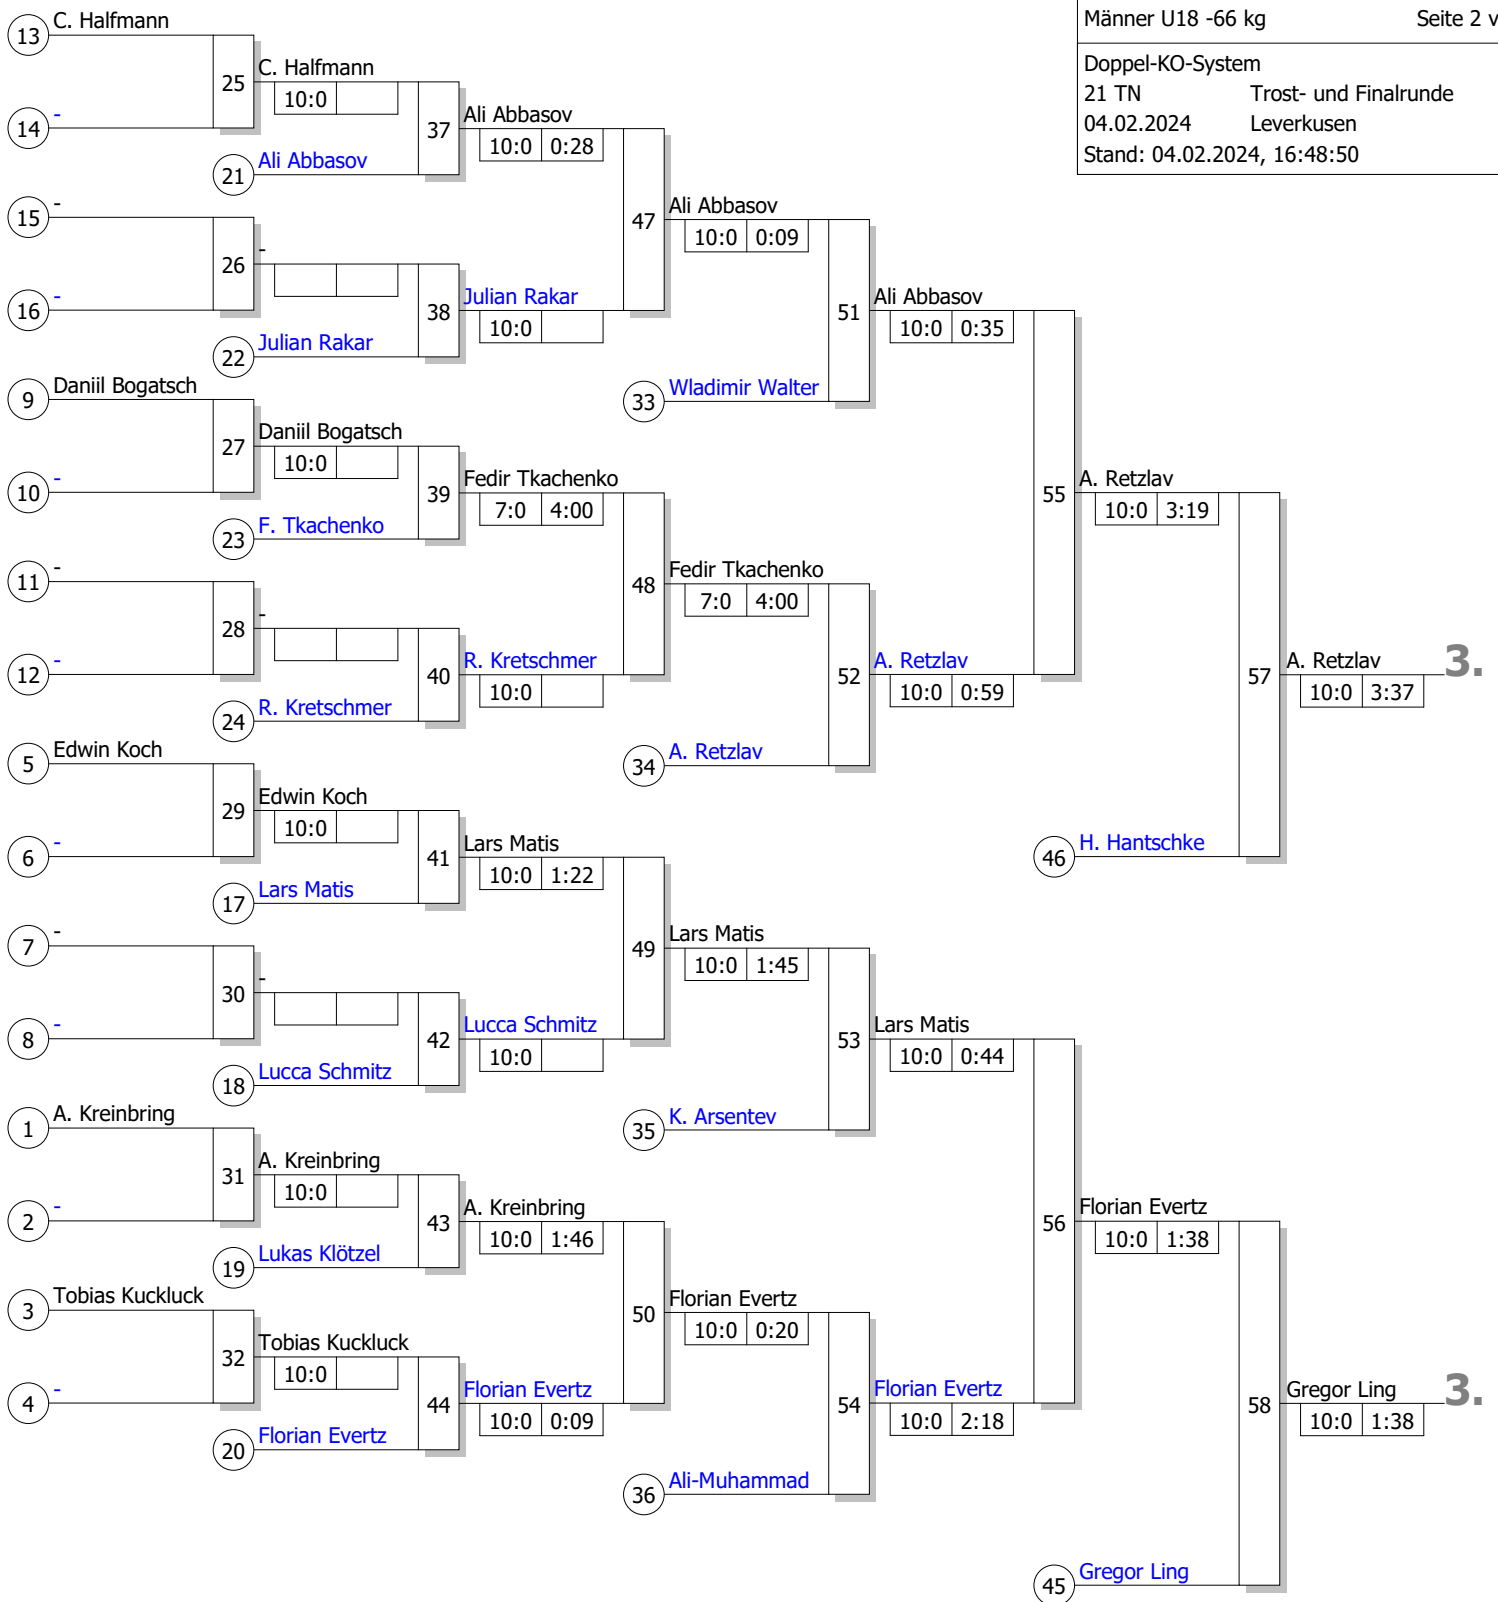 Männer U18 -66 kg Seite 2 v
Doppel-KO-System
21 TN Trost- und Finalrunde
04.02.2024 Leverkusen
Stand: 04.02.2024, 16:48:50
13 C. Halfmann
25
14 -
C. Halfmann
10:0
37
21 Ali Abbasov
Ali Abbasov
10:0 0:28
15 -
26
16 -
-
38
22 Julian Rakar
Julian Rakar
10:0
47
Ali Abbasov
10:0 0:09
51
33 Wladimir Walter
Ali Abbasov
10:0 0:35
9 Daniil Bogatsch
27
10 -
Daniil Bogatsch
10:0
39
23 F. Tkachenko
Fedir Tkachenko
7:0 4:00
11 -
28
12 -
-
40
24 R. Kretschmer
R. Kretschmer
10:0
48
Fedir Tkachenko
7:0 4:00
52
34 A. Retzlav
A. Retzlav
10:0 0:59
55
A. Retzlav
10:0 3:19
57
46 H. Hantschke
A. Retzlav 3.
10:0 3:37
5 Edwin Koch
29
6 -
Edwin Koch
10:0
41
17 Lars Matis
Lars Matis
10:0 1:22
7 -
30
8 -
-
42
18 Lucca Schmitz
Lucca Schmitz
10:0
49
Lars Matis
10:0 1:45
53
35 K. Arsentev
Lars Matis
10:0 0:44
1 A. Kreinbring
31
2 -
A. Kreinbring
10:0
43
19 Lukas Klötzel
A. Kreinbring
10:0 1:46
3 Tobias Kuckluck
32
4 -
Tobias Kuckluck
10:0
44
20 Florian Evertz
Florian Evertz
10:0 0:09
50
Florian Evertz
10:0 0:20
54
36 Ali-Muhammad
Florian Evertz
10:0 2:18
56
Florian Evertz
10:0 1:38
58
45 Gregor Ling
Gregor Ling 3.
10:0 1:38